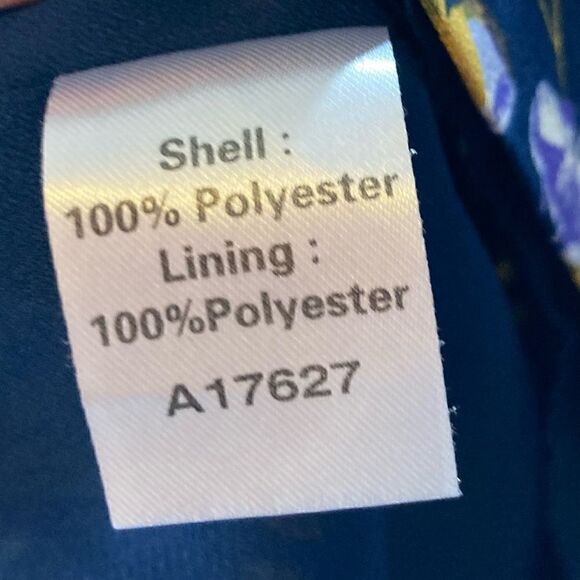 Shell :
100% Polyester
Lining :
100%Polyester
A17627